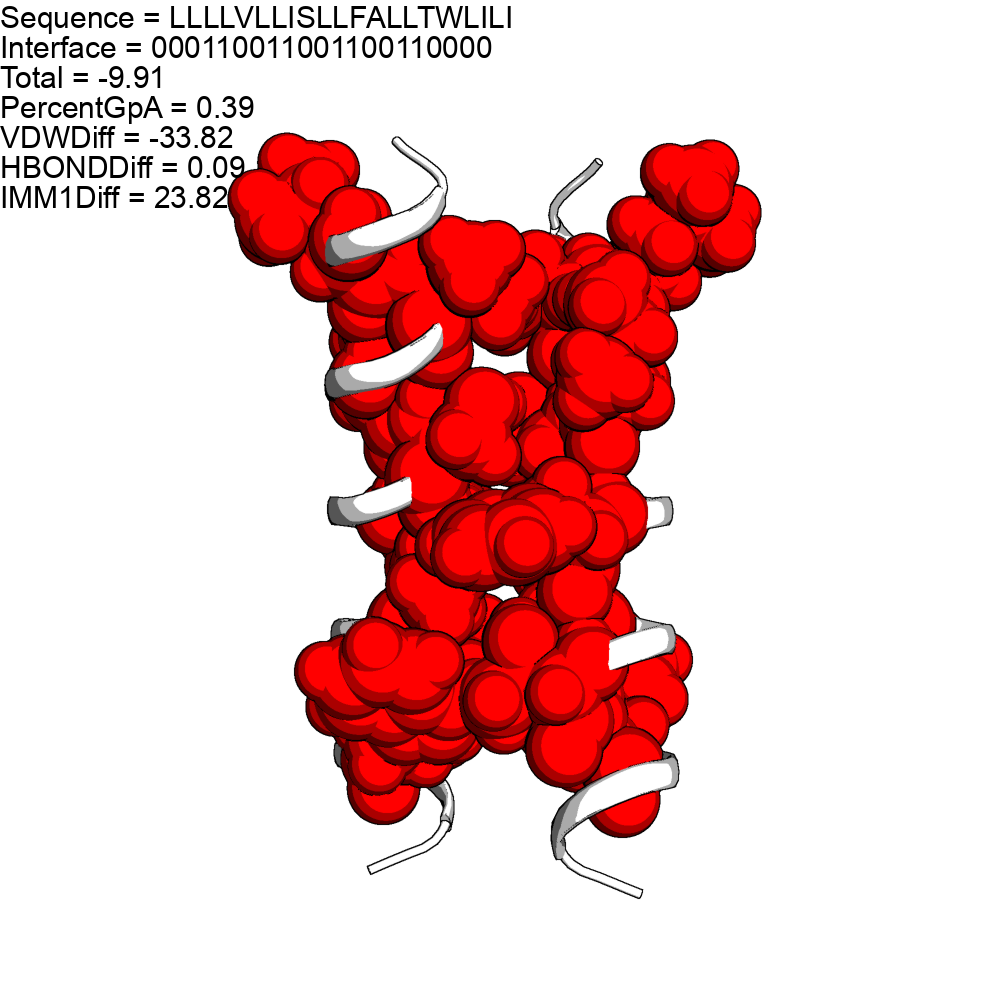 Sequence = LLLLVLLISLLFALLTWLILI
Interface = 000110011001100110000
Total = -9.91
PercentGpA = 0.39
VDWDiff = -33.82
HBONDDiff = 0.09
IMM1Diff = 23.82